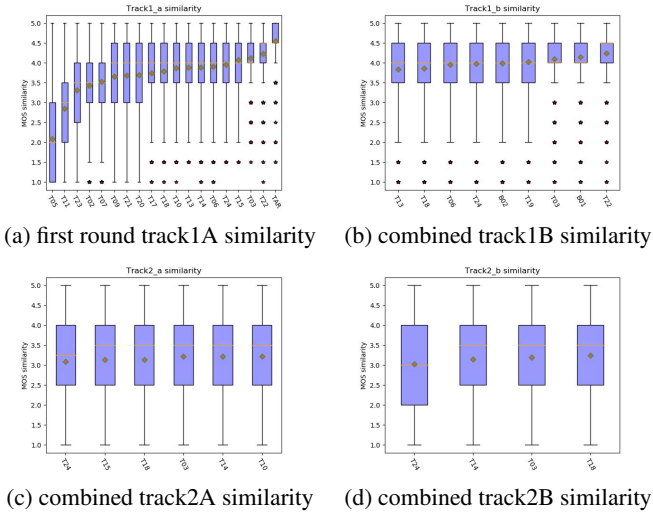 Track1_a similarity
Track1_b similarity
MOS similarity
5.0
4.5
4.0
3.5
3.0
2.5
2.0
1.5
1.0
T05 T11 T23 T02 T03 T09 T21 T20 T17 T18 T10 T13 T14 T06 T24 T15 T03 T22 TAR
MOS similarity
5.0
4.5
4.0
3.5
3.0
2.5
2.0
1.5
1.0
T13 T18 T06 T24 B02 T19 T03 B01 T22
(a) first round track1A similarity
(b) combined track1B similarity
Track2_a similarity
Track2_b similarity
MOS similarity
5.0
4.5
4.0
3.5
3.0
2.5
2.0
1.5
1.0
T24 T15 T18 T03 T14 T10
MOS similarity
5.0
4.5
4.0
3.5
3.0
2.5
2.0
1.5
1.0
T24 T14 T03 T18
(c) combined track2A similarity
(d) combined track2B similarity